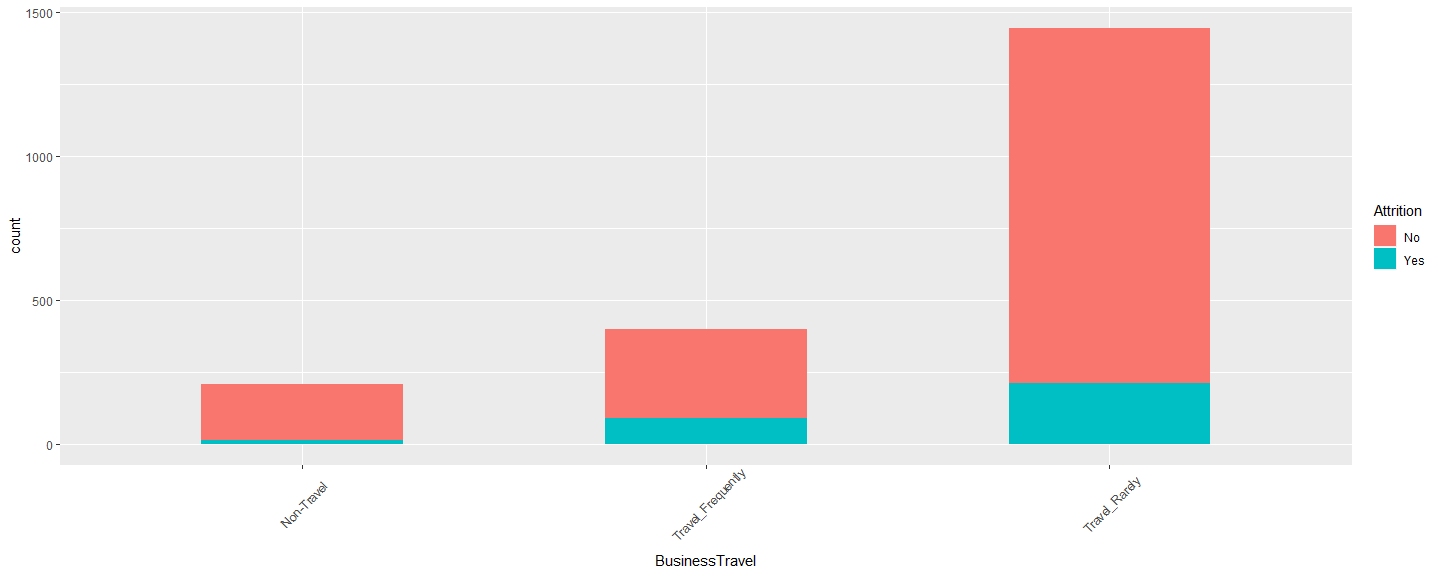 1500
1000
500
0
count
Non-Travel
Travel_Frequently
Travel_Rarely
BusinessTravel
Attrition
No
Yes